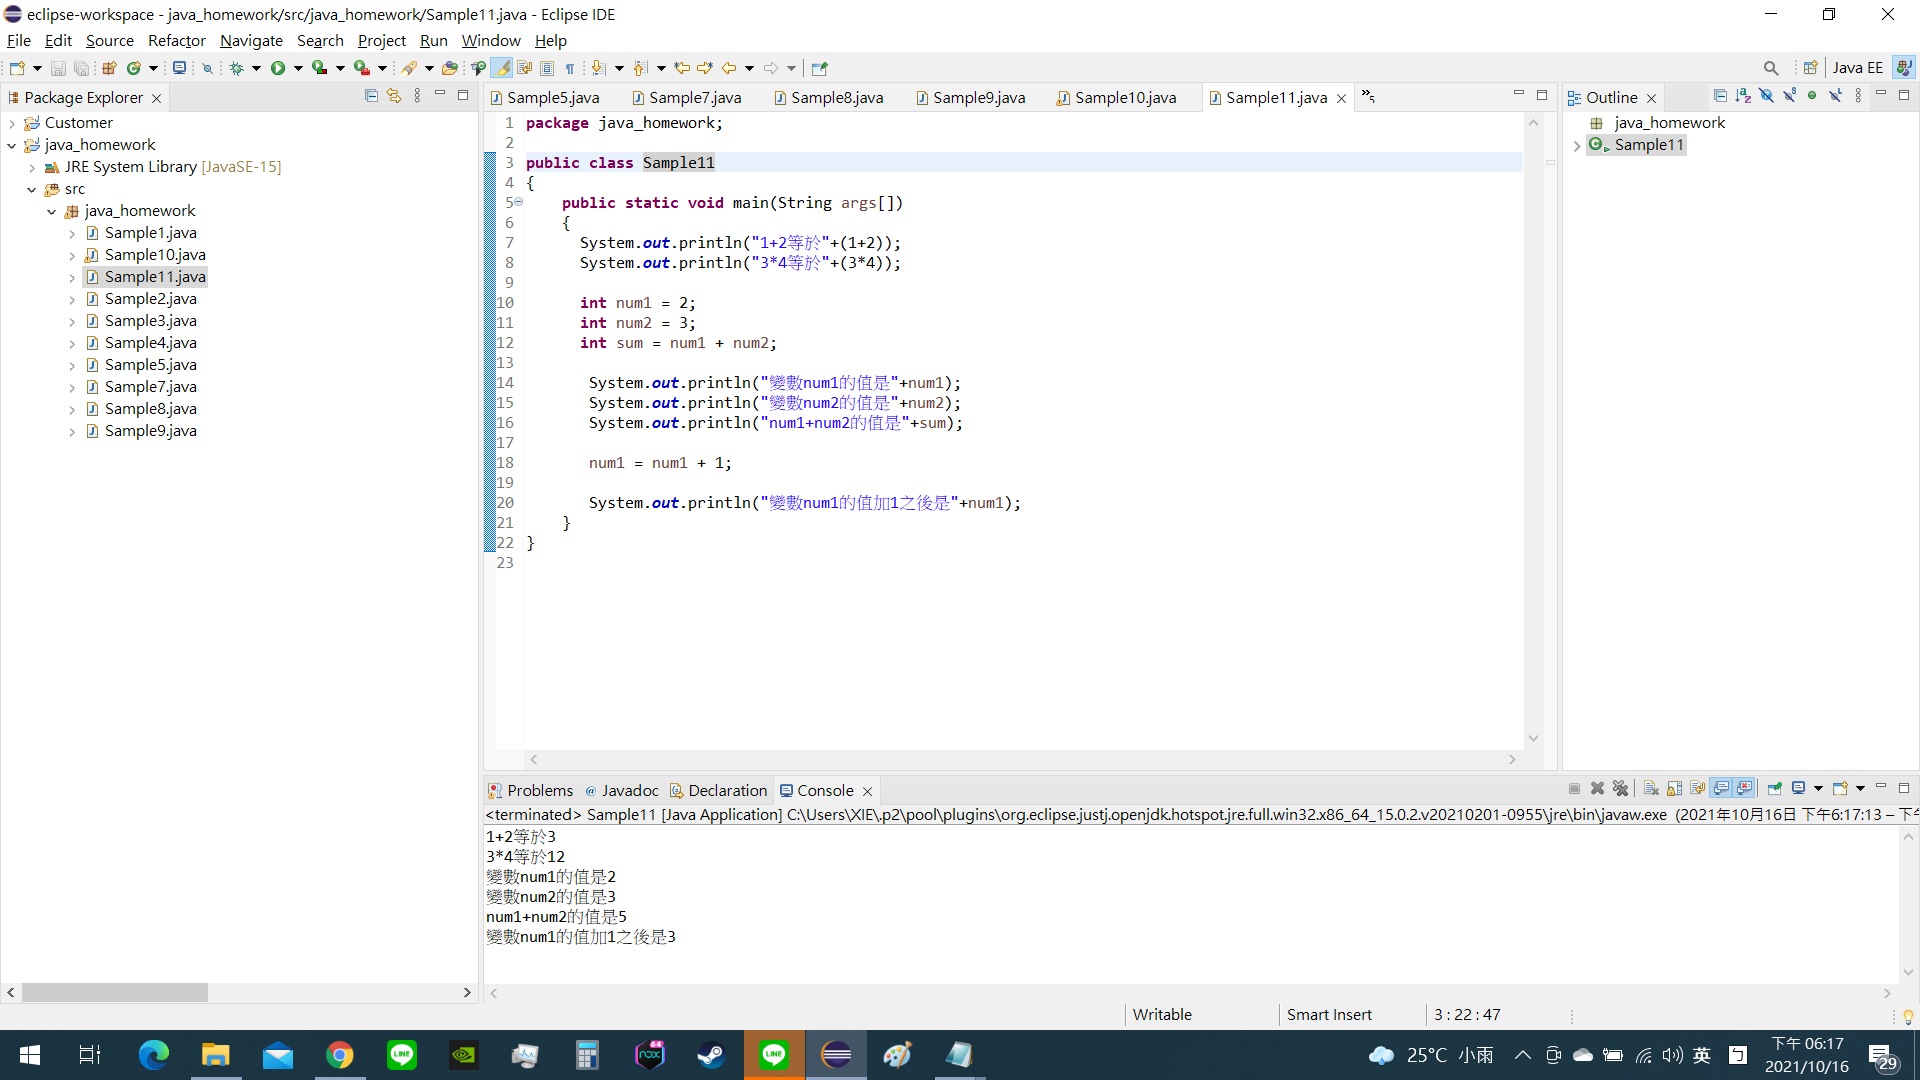 eclipse-workspace - java_homework/src/java_homework/Sample11.java - Eclipse IDE
File Edit Source Refactor Navigate Search Project Run Window Help
Java EE
Package Explorer
Customer
java_homework
JRE System Library [JavaSE-15]
src
java_homework
Sample1.java
Sample10.java
Sample11.java
Sample2.java
Sample3.java
Sample4.java
Sample5.java
Sample7.java
Sample8.java
Sample9.java
Sample5.java Sample7.java Sample8.java Sample9.java Sample10.java Sample11.java »5
1 package java_homework;
2
3 public class Sample11
4 {
5 public static void main(String args[])
6 {
7 System.out.println("1+2等於"+(1+2));
8 System.out.println("3*4等於"+(3*4));
9
10 int num1 = 2;
11 int num2 = 3;
12 int sum = num1 + num2;
13
14 System.out.println("變數num1的值是"+num1);
15 System.out.println("變數num2的值是"+num2);
16 System.out.println("num1+num2的值是"+sum);
17
18 num1 = num1 + 1;
19
20 System.out.println("變數num1的值加1之後是"+num1);
21 }
22 }
23
Outline
java_homework
Sample11
Problems @ Javadoc Declaration Console
<terminated> Sample11 [Java Application] C:\Users\XIE\.p2\pool\plugins\org.eclipse.justj.openjdk.hotspot.jre.full.win32.x86_64_15.0.2.v20210201-0955\jre\bin\javaw.exe (2021年10月16日 下午6:17:13 – 下午
1+2等於3
3*4等於12
變數num1的值是2
變數num2的值是3
num1+num2的值是5
變數num1的值加1之後是3
Writable Smart Insert 3 : 22 : 47
25°C 小雨 英 下午 06:17
2021/10/16
29